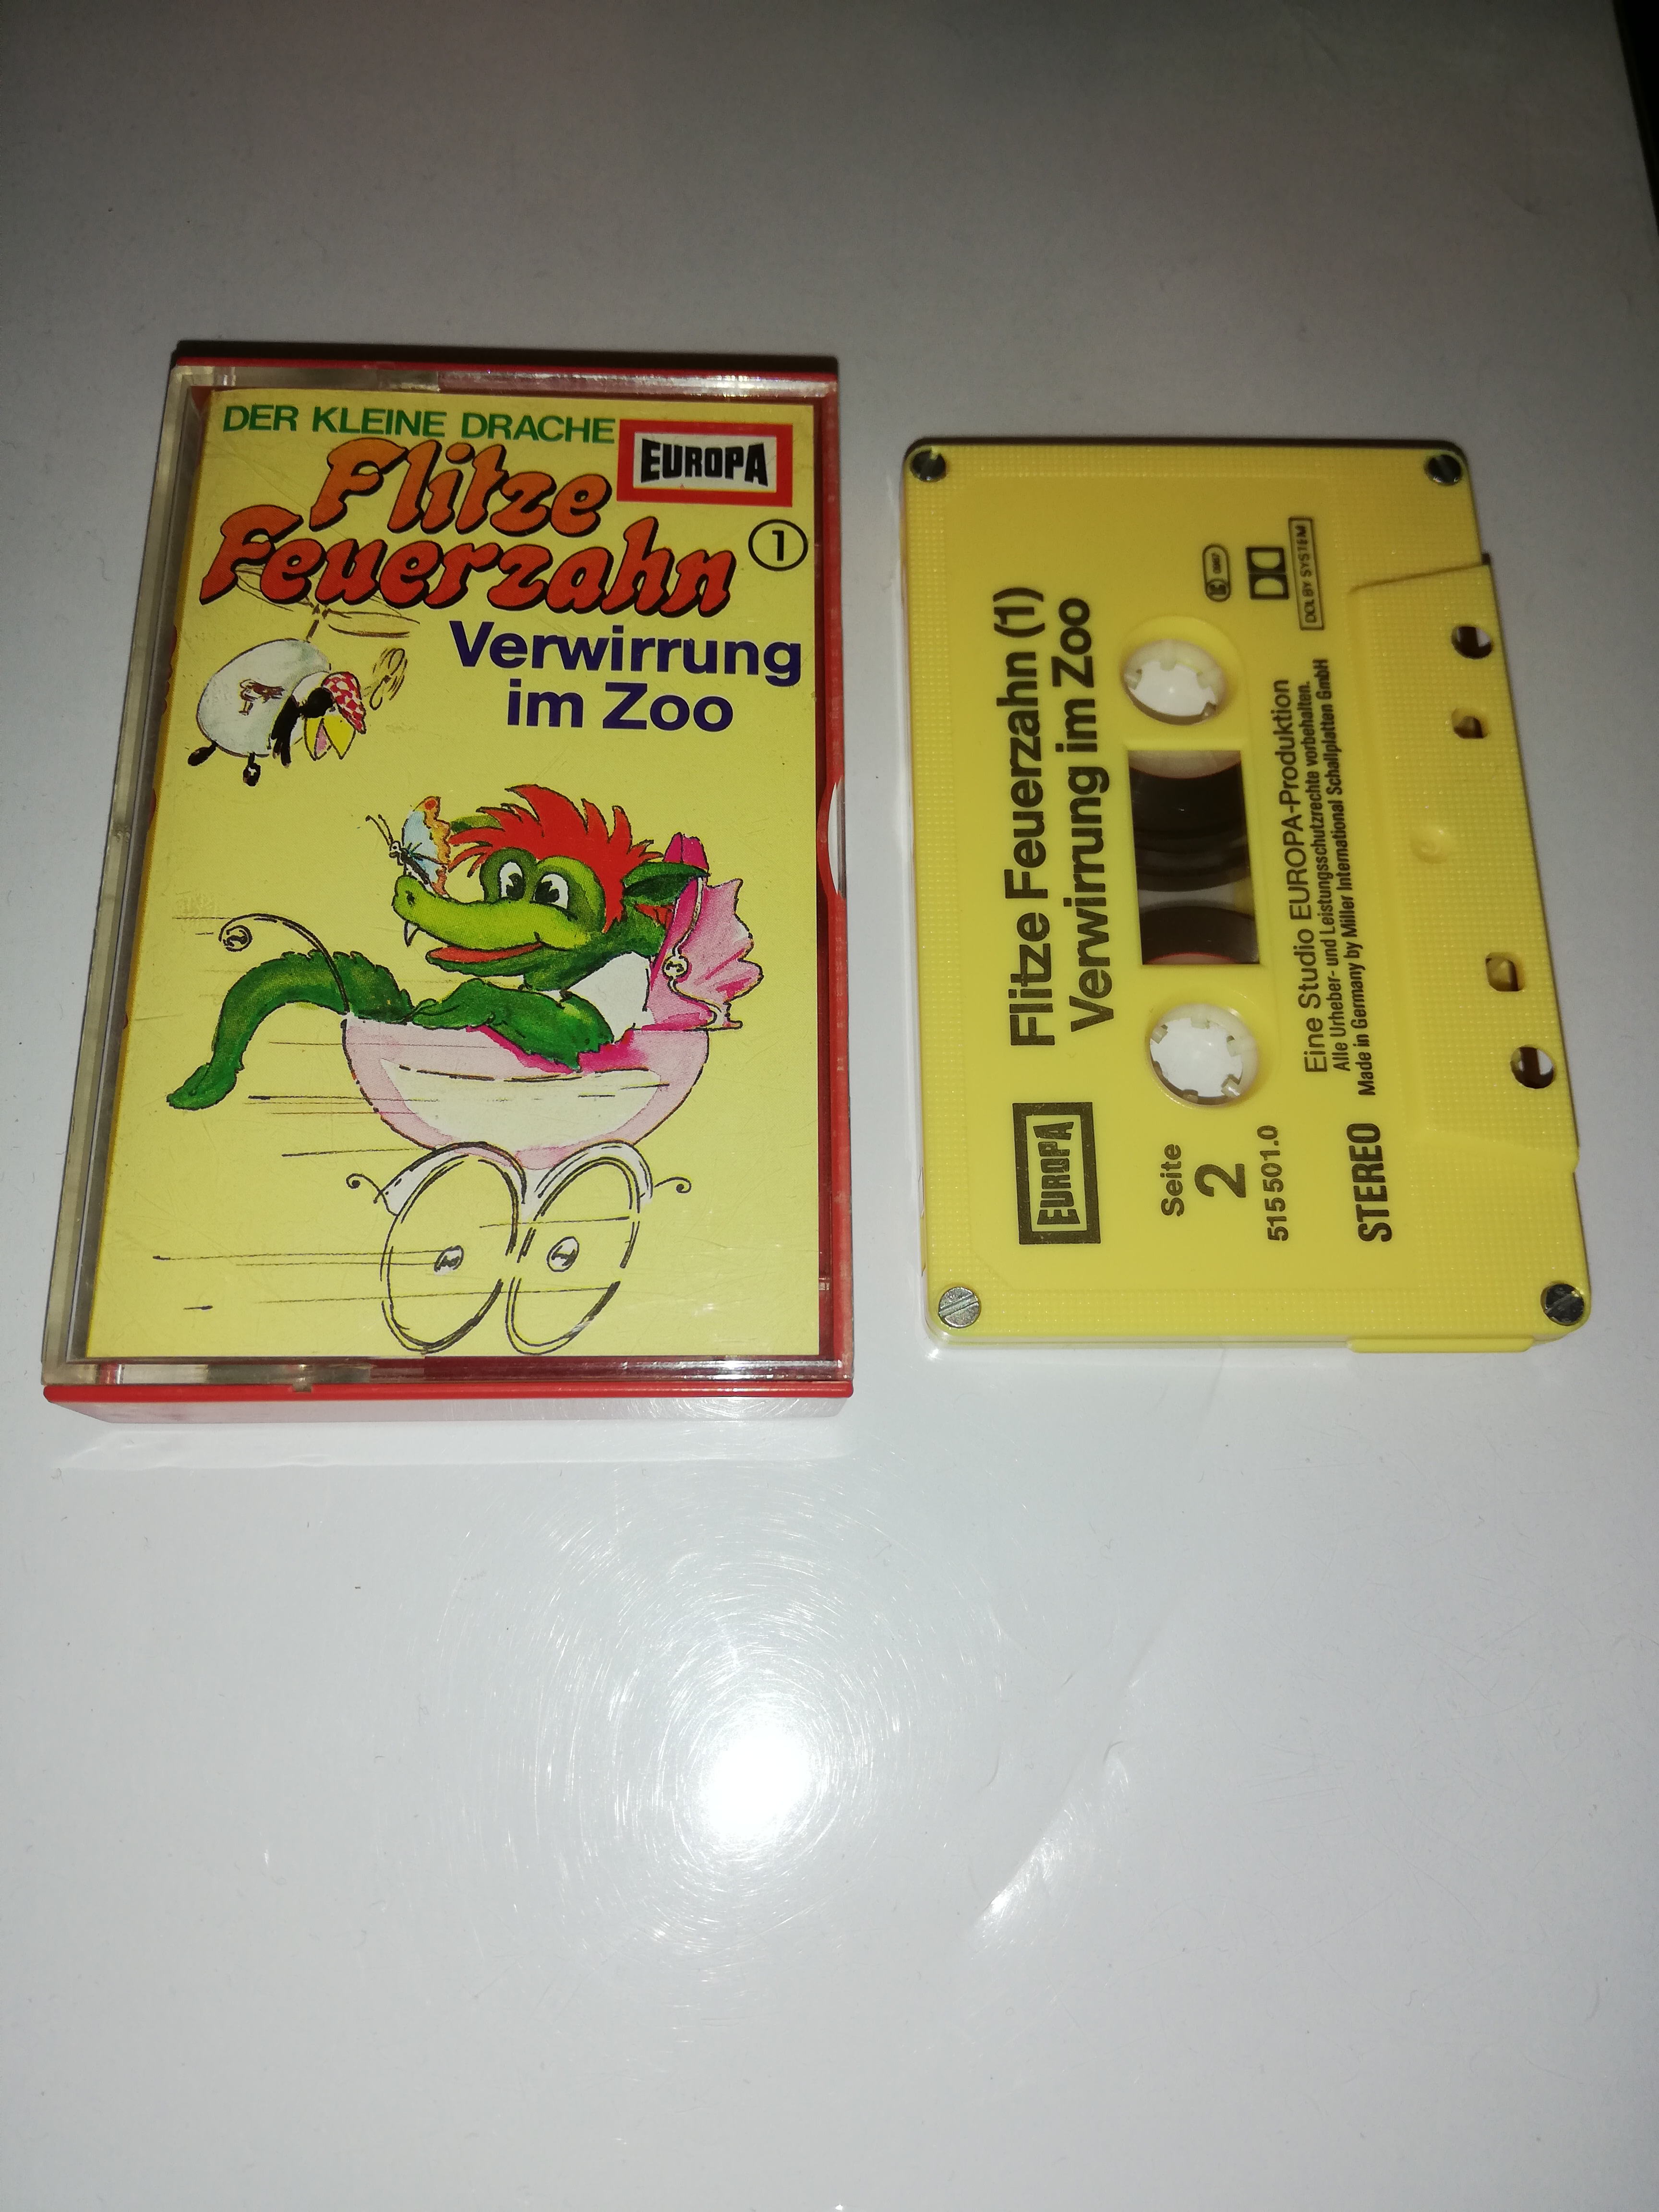 DER KLEINE DRACHE
EUROPA
Flitze
Feuerzahn
1
Verwirrung
im Zoo
EUROPA
Flitze Feuerzahn (1)
Verwirrung im Zoo
Seite
2
515 501.0
STEREO
DOLBY SYSTEM
Eine Studio EUROPA-Produktion
Alle Urheber- und Leistungsschutzrechte vorbehalten.
Made in Germany by Miller International Schallplatten GmbH